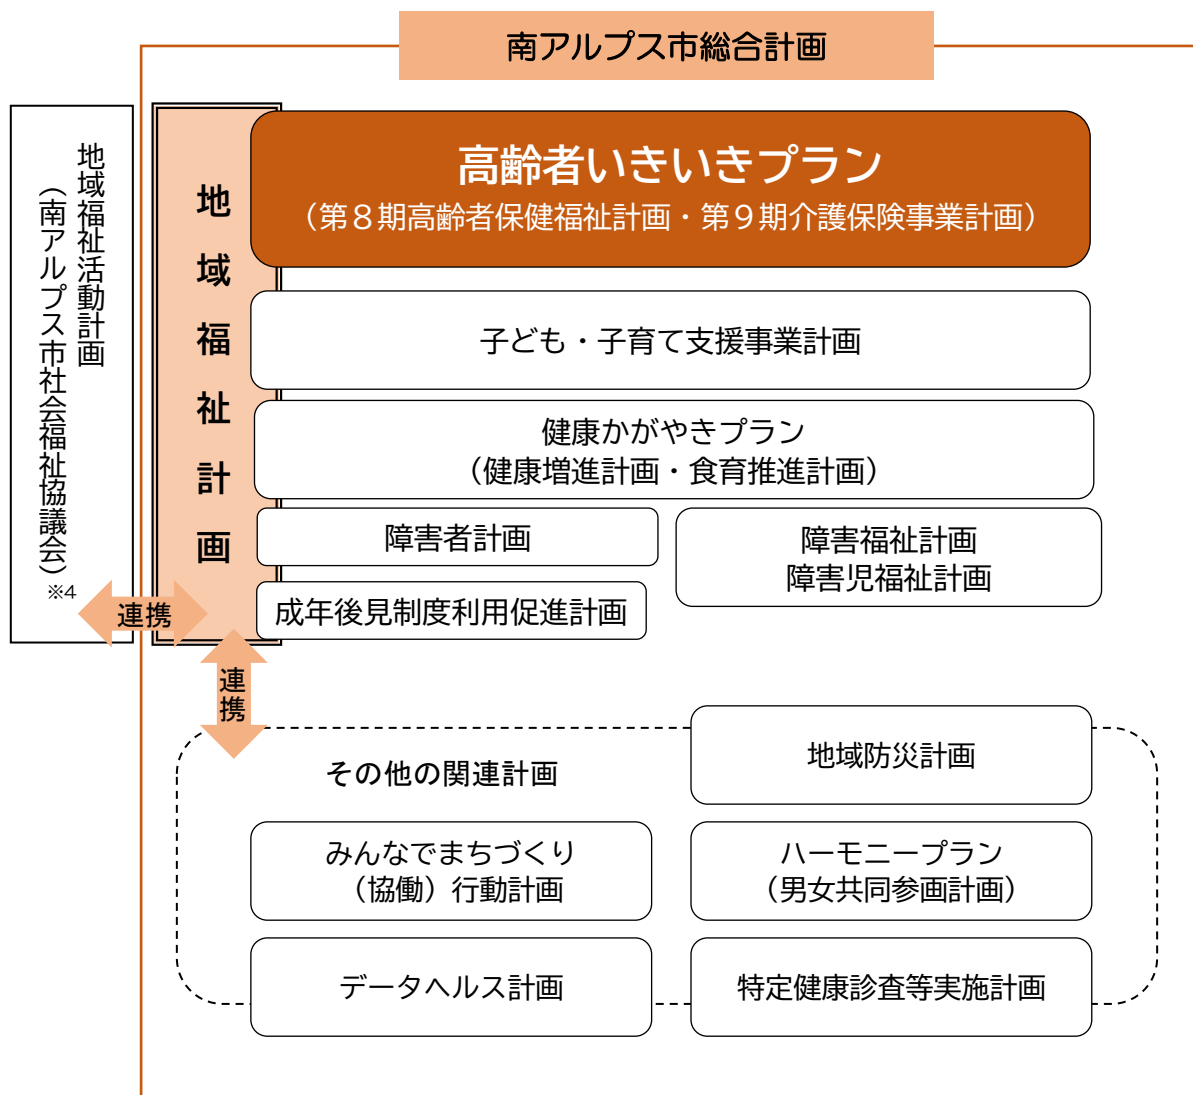 南アルプス市総合計画
地域福祉活動計画
（南アルプス市社会福祉協議会）
※4
地域福祉計画
高齢者いきいきプラン
（第８期高齢者保健福祉計画・第９期介護保険事業計画）
子ども・子育て支援事業計画
健康かがやきプラン
（健康増進計画・食育推進計画）
障害者計画
障害福祉計画
障害児福祉計画
成年後見制度利用促進計画
連携
連携
その他の関連計画
地域防災計画
みんなでまちづくり
（協働）行動計画
ハーモニープラン
（男女共同参画計画）
データヘルス計画
特定健康診査等実施計画